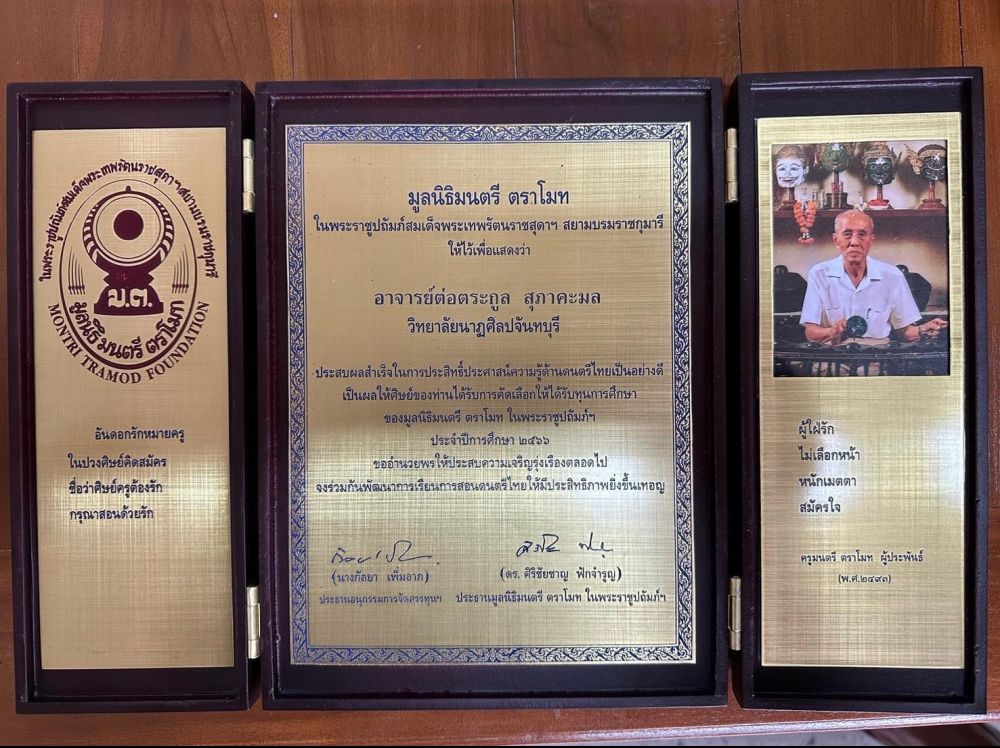 ในพระราชูปถัมภ์สมเด็จพระเทพรัตนราชสุดาฯ สยามบรมราชกุมารี
ม.ต.
มูลนิธิ มนตรี ตราโมท
MONTRI TRAMOD FOUNDATION
อันดอกรักหมายครู
ในปวงศิษย์คิดสมัคร
ชื่อว่าศิษย์ครูต้องรัก
กรุณาสอนด้วยรัก
มูลนิธิมนตรี ตราโมท
ในพระราชูปถัมภ์สมเด็จพระเทพรัตนราชสุดาฯ สยามบรมราชกุมารี
ให้ไว้เพื่อแสดงว่า
อาจารย์ต่อตระกูล สุภาคะมล
วิทยาลัยนาฏศิลปจันทบุรี
ประสบผลสำเร็จในการประสิทธิ์ประศาสน์ความรู้ด้านดนตรีไทยเป็นอย่างดี
เป็นผลให้ศิษย์ของท่านได้รับการคัดเลือกให้ได้รับทุนการศึกษา
ของมูลนิธิมนตรี ตราโมท ในพระราชูปถัมภ์ฯ
ประจำปีการศึกษา ๒๕๖๖
ขออำนวยพรให้ประสบความเจริญรุ่งเรืองตลอดไป
จงร่วมกันพัฒนาการเรียนการสอนดนตรีไทยให้มีประสิทธิภาพยิ่งขึ้นเทอญ
(นางกัลยา เพิ่มลาภ)
ประธานอนุกรรมการจัดสรรทุนฯ
(ดร. ศิริชัยชาญ ฟักจำรูญ)
ประธานมูลนิธิมนตรี ตราโมท ในพระราชูปถัมภ์ฯ
ผู้ใฝ่รัก
ไม่เลือกหน้า
หนักเมตตา
สมัครใจ
ครูมนตรี ตราโมท ผู้ประพันธ์
(พ.ศ.๒๔๙๓)